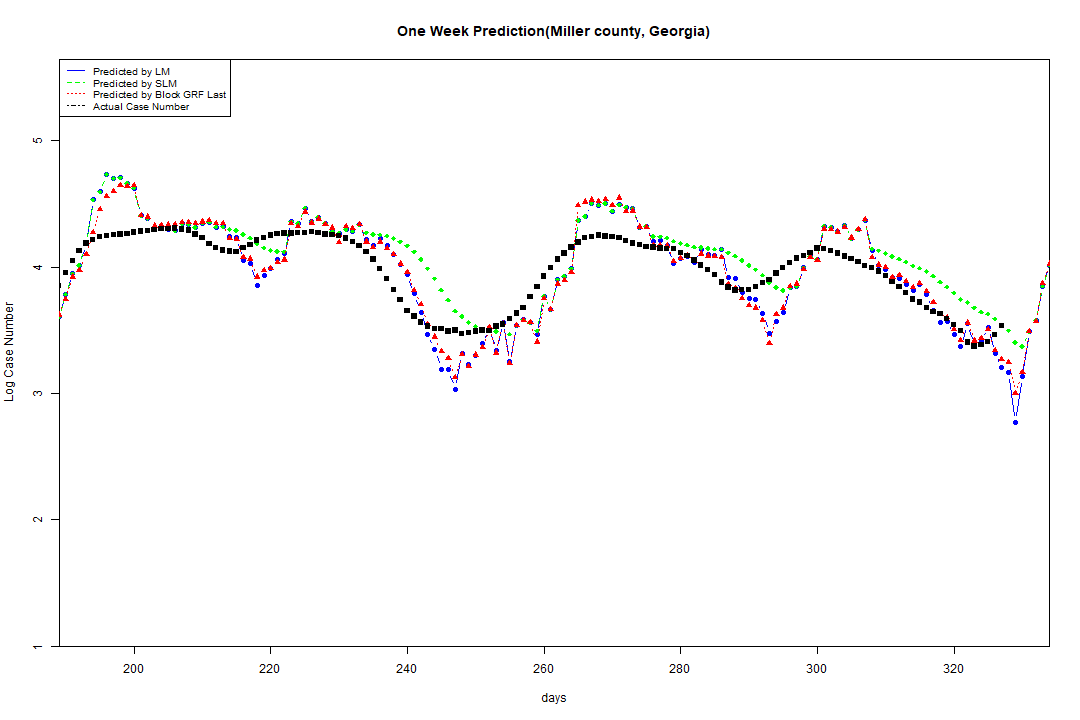 One Week Prediction(Miller county, Georgia)
Predicted by LM
Predicted by SLM
Predicted by Block GRF Last
Actual Case Number
5
4
3
2
1
Log Case Number
200 220 240 260 280 300 320
days